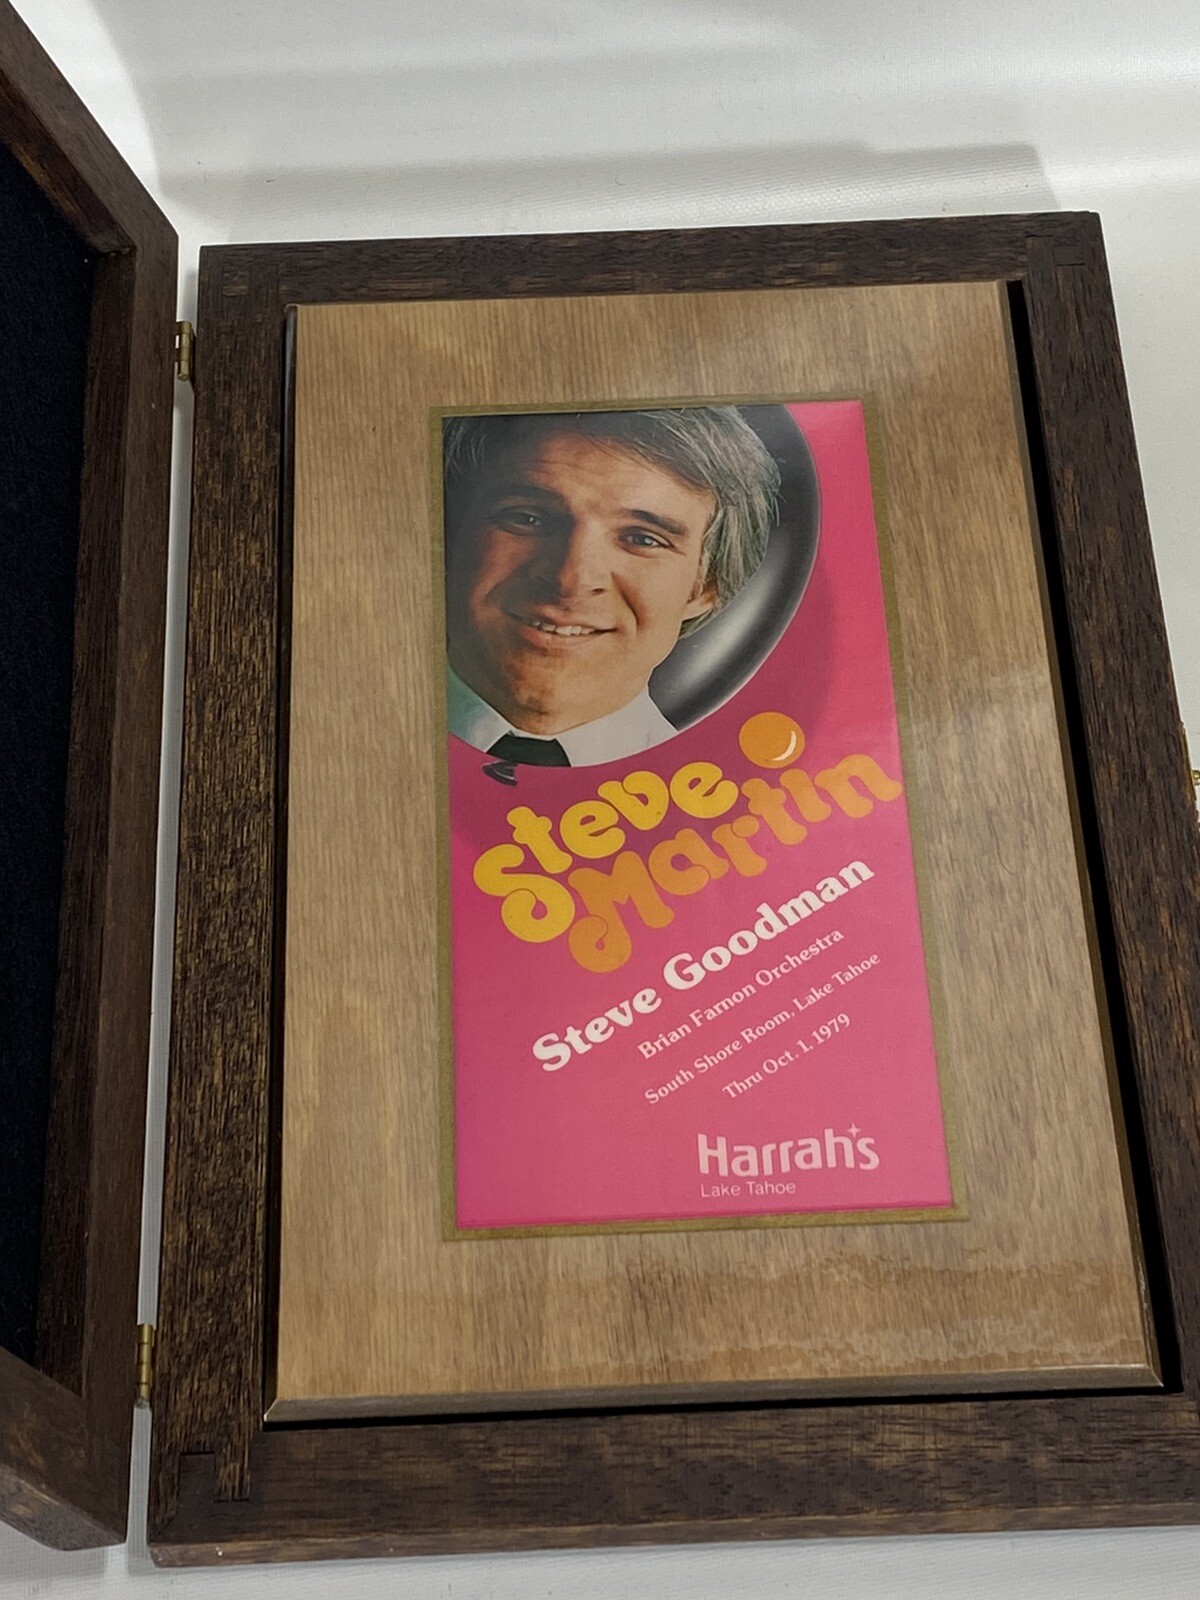 Steve
Martin
Steve Goodman
Brian Farnon Orchestra
South Shore Room, Lake Tahoe
Thru Oct. 1, 1979
Harrah's
Lake Tahoe